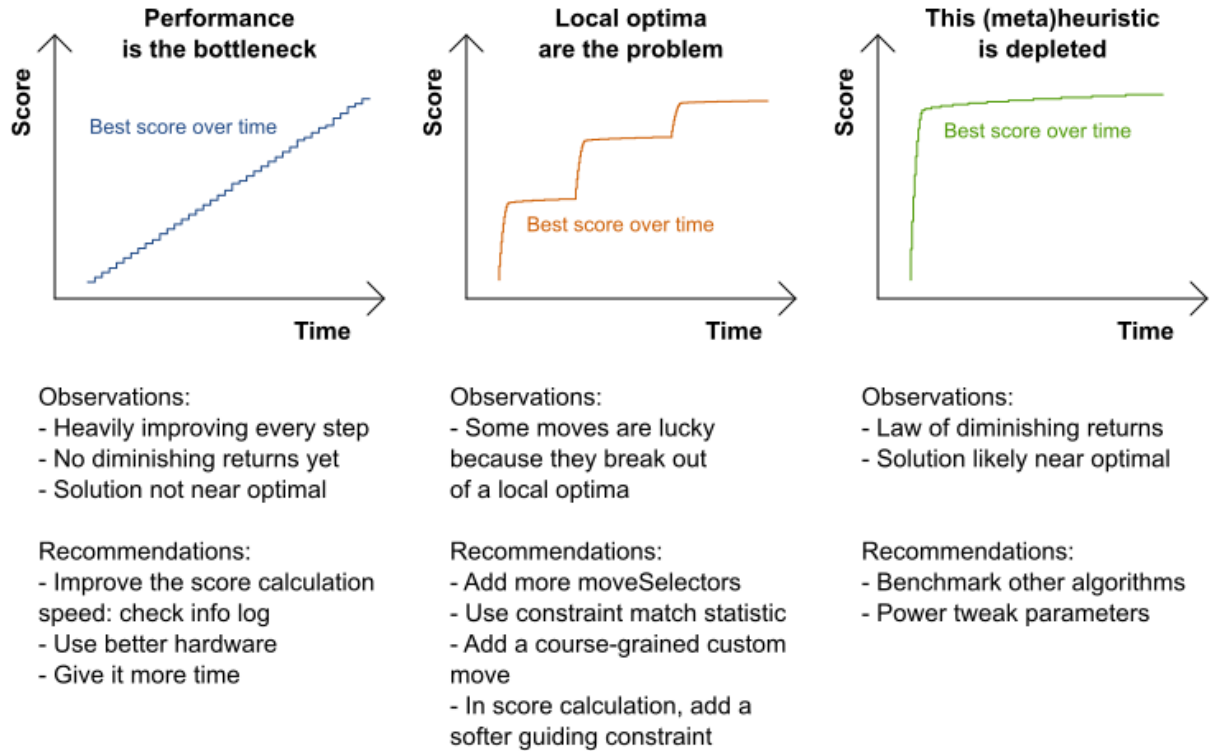 Performance
is the bottleneck
Score
Best score over time
Time
Observations:
- Heavily improving every step
- No diminishing returns yet
- Solution not near optimal
Recommendations:
- Improve the score calculation
speed: check info log
- Use better hardware
- Give it more time
Local optima
are the problem
Score
Best score over time
Time
Observations:
- Some moves are lucky
because they break out
of a local optima
Recommendations:
- Add more moveSelectors
- Use constraint match statistic
- Add a course-grained custom
move
- In score calculation, add a
softer guiding constraint
This (meta)heuristic
is depleted
Score
Best score over time
Time
Observations:
- Law of diminishing returns
- Solution likely near optimal
Recommendations:
- Benchmark other algorithms
- Power tweak parameters